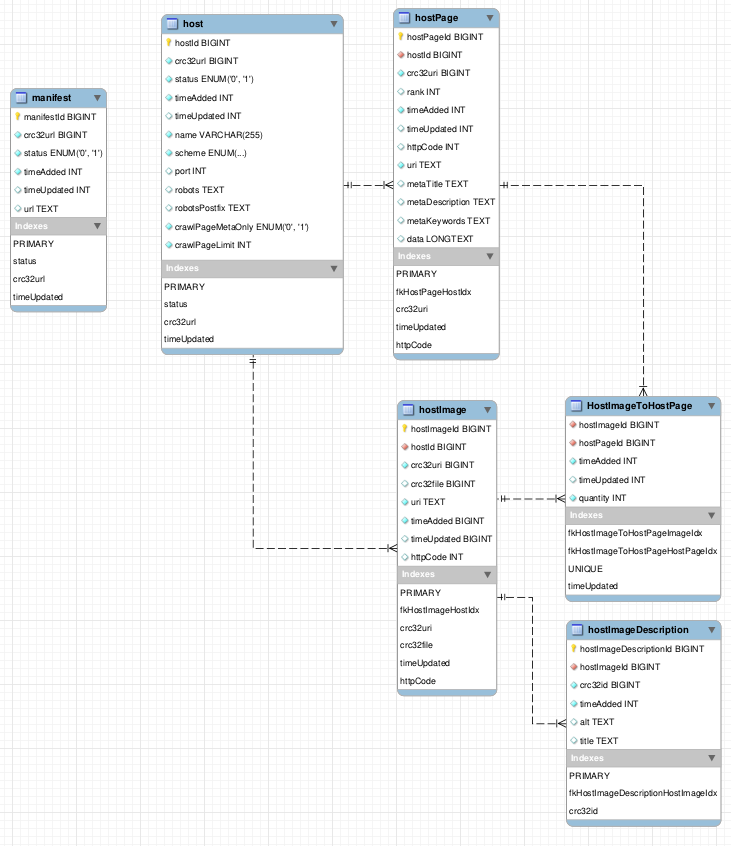 manifest
manifestId BIGINT
crc32url BIGINT
status ENUM('0', '1')
timeAdded INT
timeUpdated INT
url TEXT
Indexes
PRIMARY
status
crc32url
timeUpdated
host
hostId BIGINT
crc32url BIGINT
status ENUM('0', '1')
timeAdded INT
timeUpdated INT
name VARCHAR(255)
scheme ENUM(...)
port INT
robots TEXT
robotsPostfix TEXT
crawlPageMetaOnly ENUM('0', '1')
crawlPageLimit INT
Indexes
PRIMARY
status
crc32url
timeUpdated
hostPage
hostPageId BIGINT
hostId BIGINT
crc32uri BIGINT
rank INT
timeAdded INT
timeUpdated INT
httpCode INT
uri TEXT
metaTitle TEXT
metaDescription TEXT
metaKeywords TEXT
data LONGTEXT
Indexes
PRIMARY
fkHostPageHostIdx
crc32uri
timeUpdated
httpCode
hostImage
hostImageId BIGINT
hostId BIGINT
crc32uri BIGINT
crc32file BIGINT
uri TEXT
timeAdded BIGINT
timeUpdated BIGINT
httpCode INT
Indexes
PRIMARY
fkHostImageHostIdx
crc32uri
crc32file
timeUpdated
httpCode
HostImageToHostPage
hostImageId BIGINT
hostPageId BIGINT
timeAdded INT
timeUpdated INT
quantity INT
Indexes
fkHostImageToHostPageImageIdx
fkHostImageToHostPageHostPageIdx
UNIQUE
timeUpdated
hostImageDescription
hostImageDescriptionId BIGINT
hostImageId BIGINT
crc32id BIGINT
timeAdded INT
alt TEXT
title TEXT
Indexes
PRIMARY
fkHostImageDescriptionHostImageIdx
crc32id